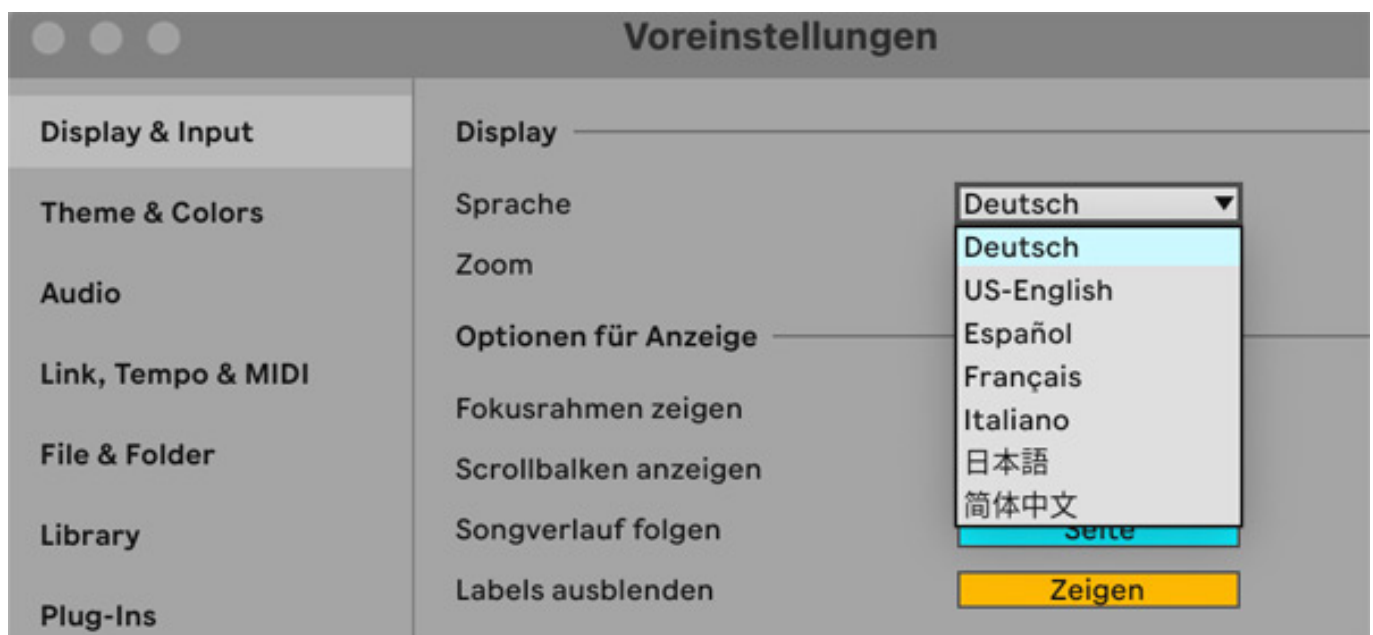 Voreinstellungen
Display & Input
Theme & Colors
Audio
Link, Tempo & MIDI
File & Folder
Library
Plug-Ins
Display
Sprache
Deutsch
Zoom
Deutsch
US-English
Español
Français
Italiano
日本語
简体中文
Optionen für Anzeige
Fokusrahmen zeigen
Scrollbalken anzeigen
Songverlauf folgen
Seite
Labels ausblenden
Zeigen